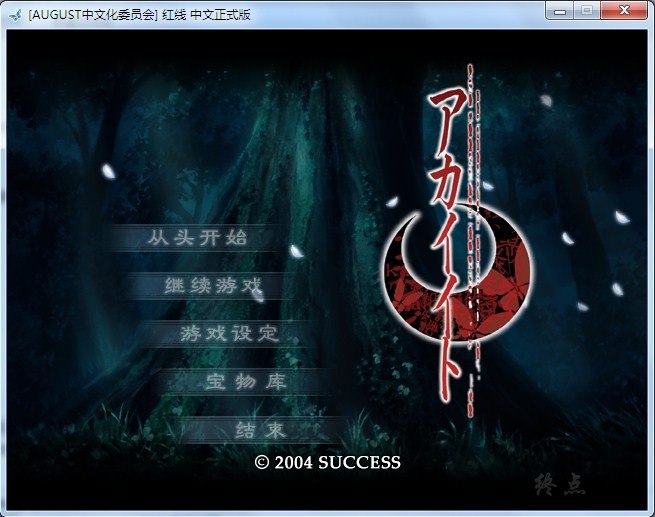 [AUGUST中文化委员会] 红线 中文正式版
アカイイト
从头开始
继续游戏
游戏设定
宝物库
结束
© 2004 SUCCESS
终点